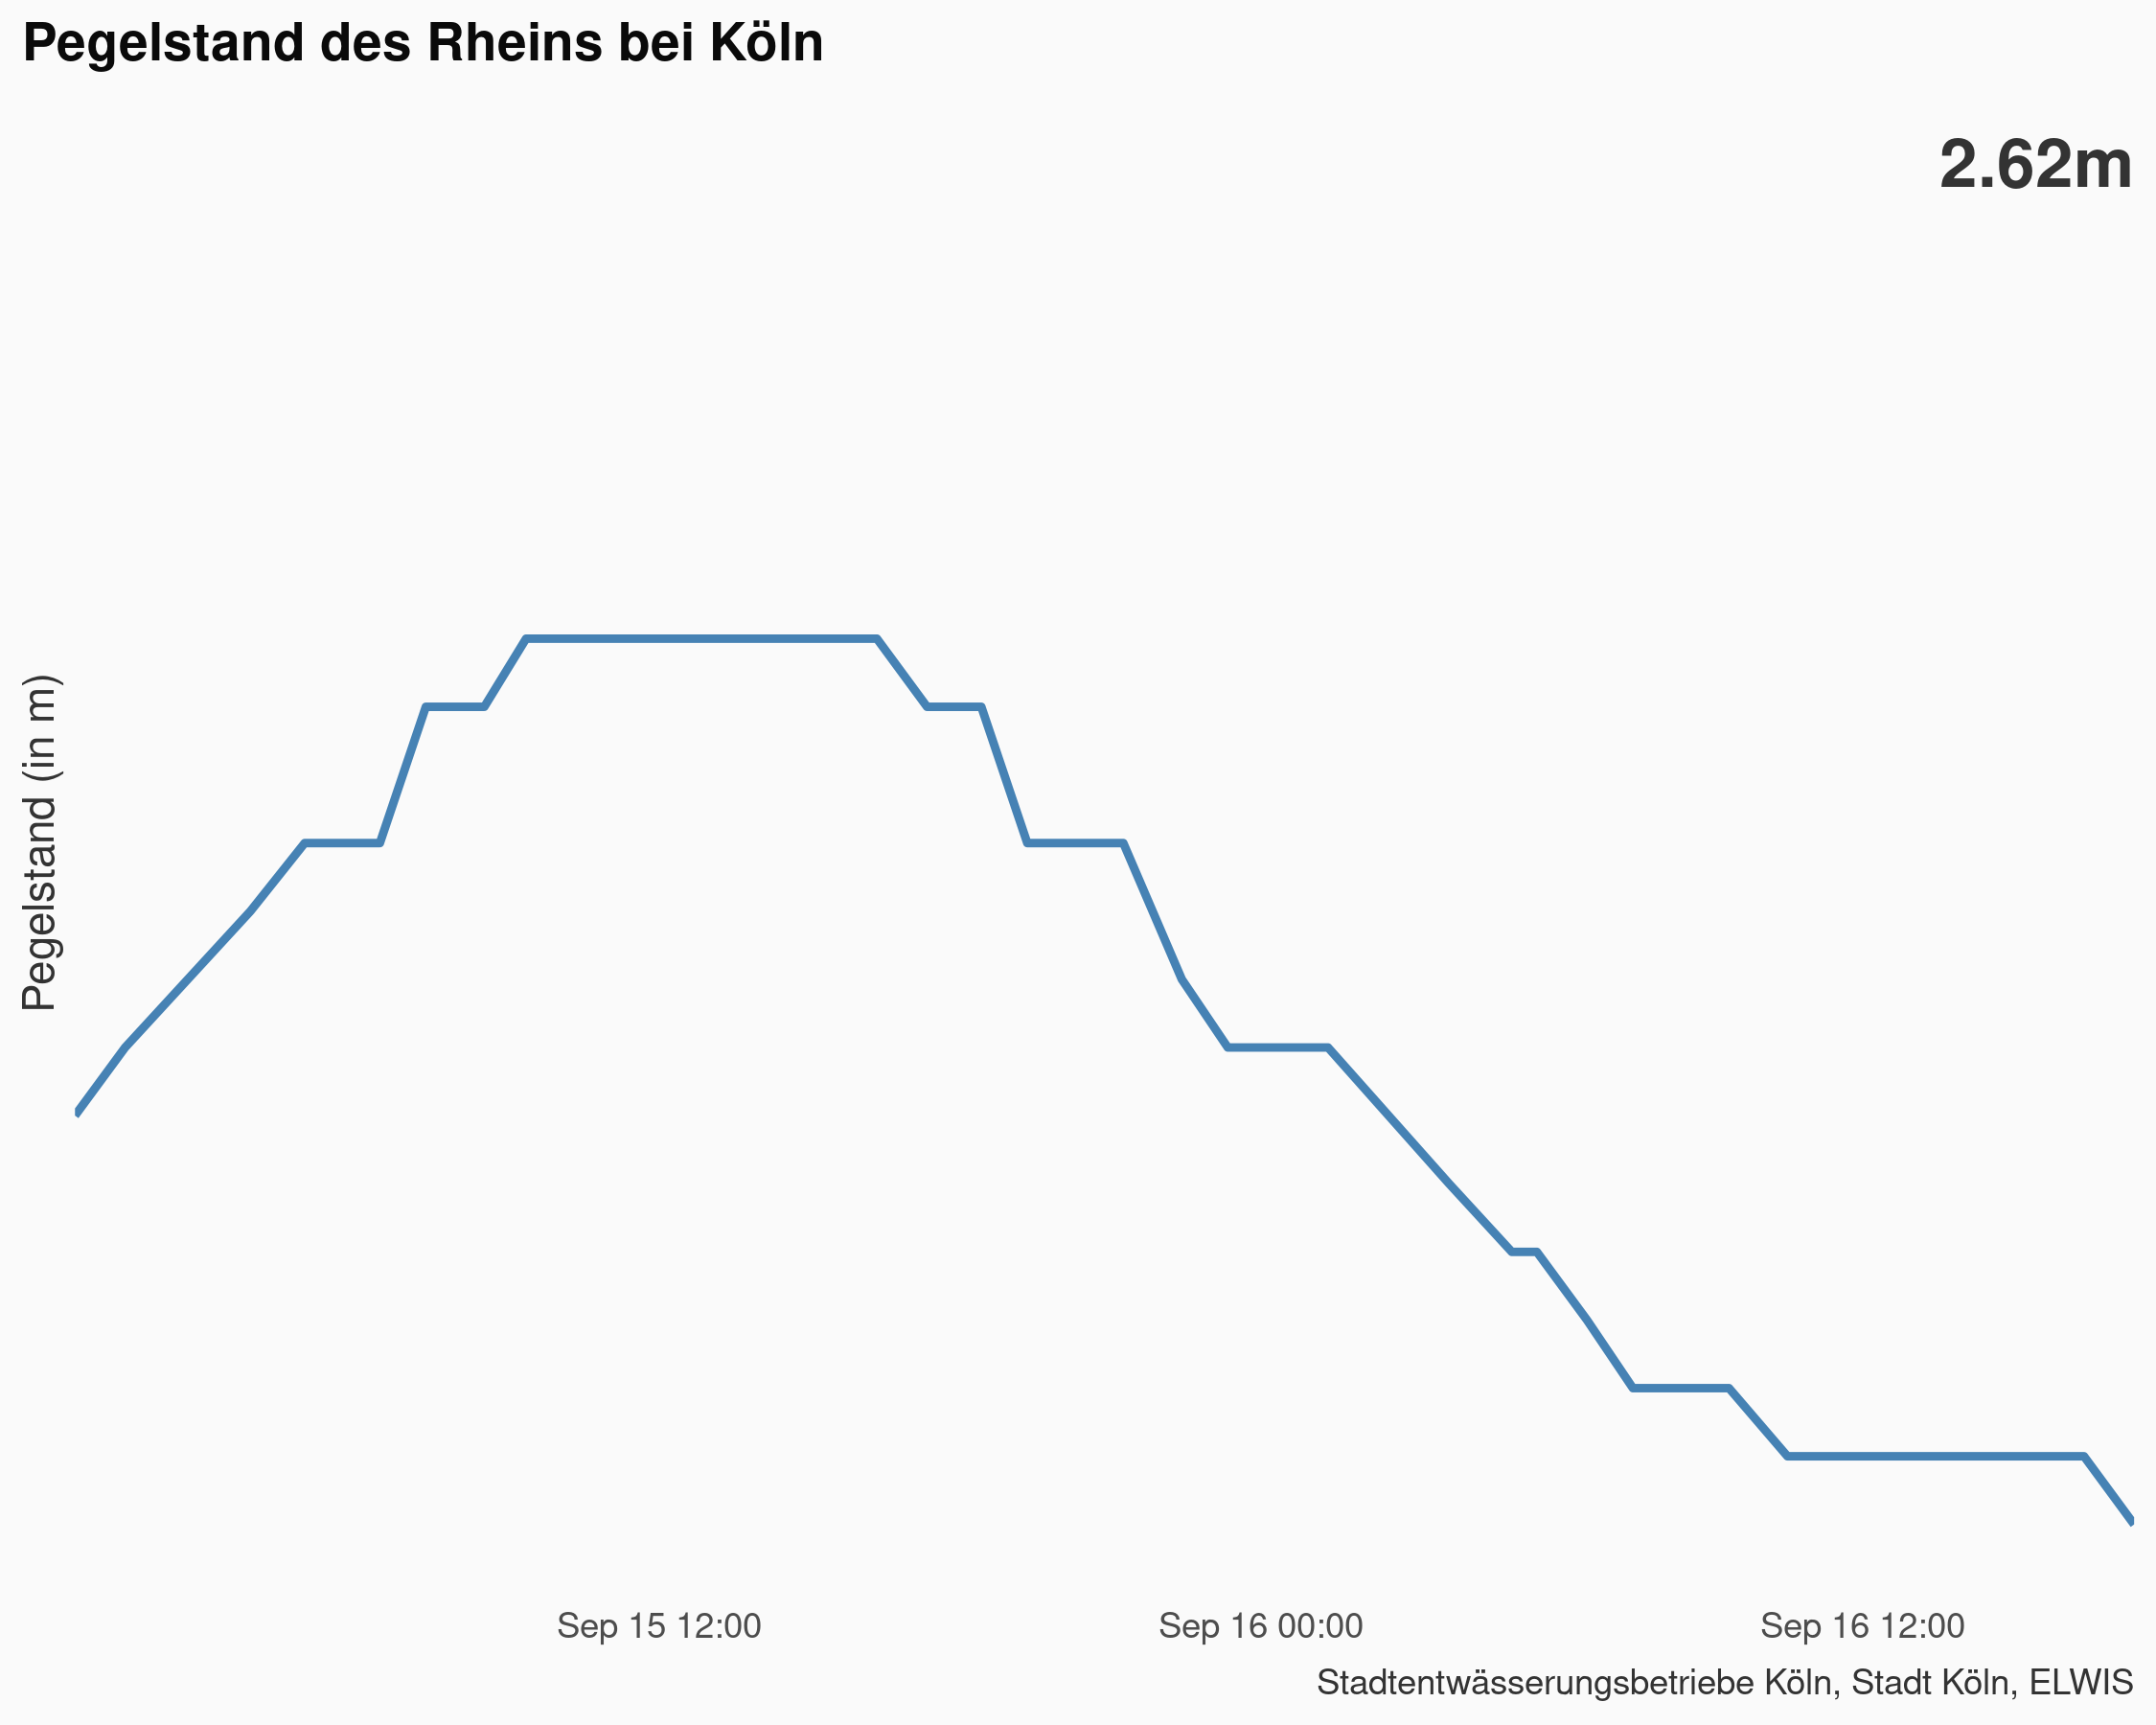 Pegelstand des Rheins bei Köln
2.62m
Pegelstand (in m)
Sep 15 12:00
Sep 16 00:00
Sep 16 12:00
Stadtentwässerungsbetriebe Köln, Stadt Köln, ELWIS